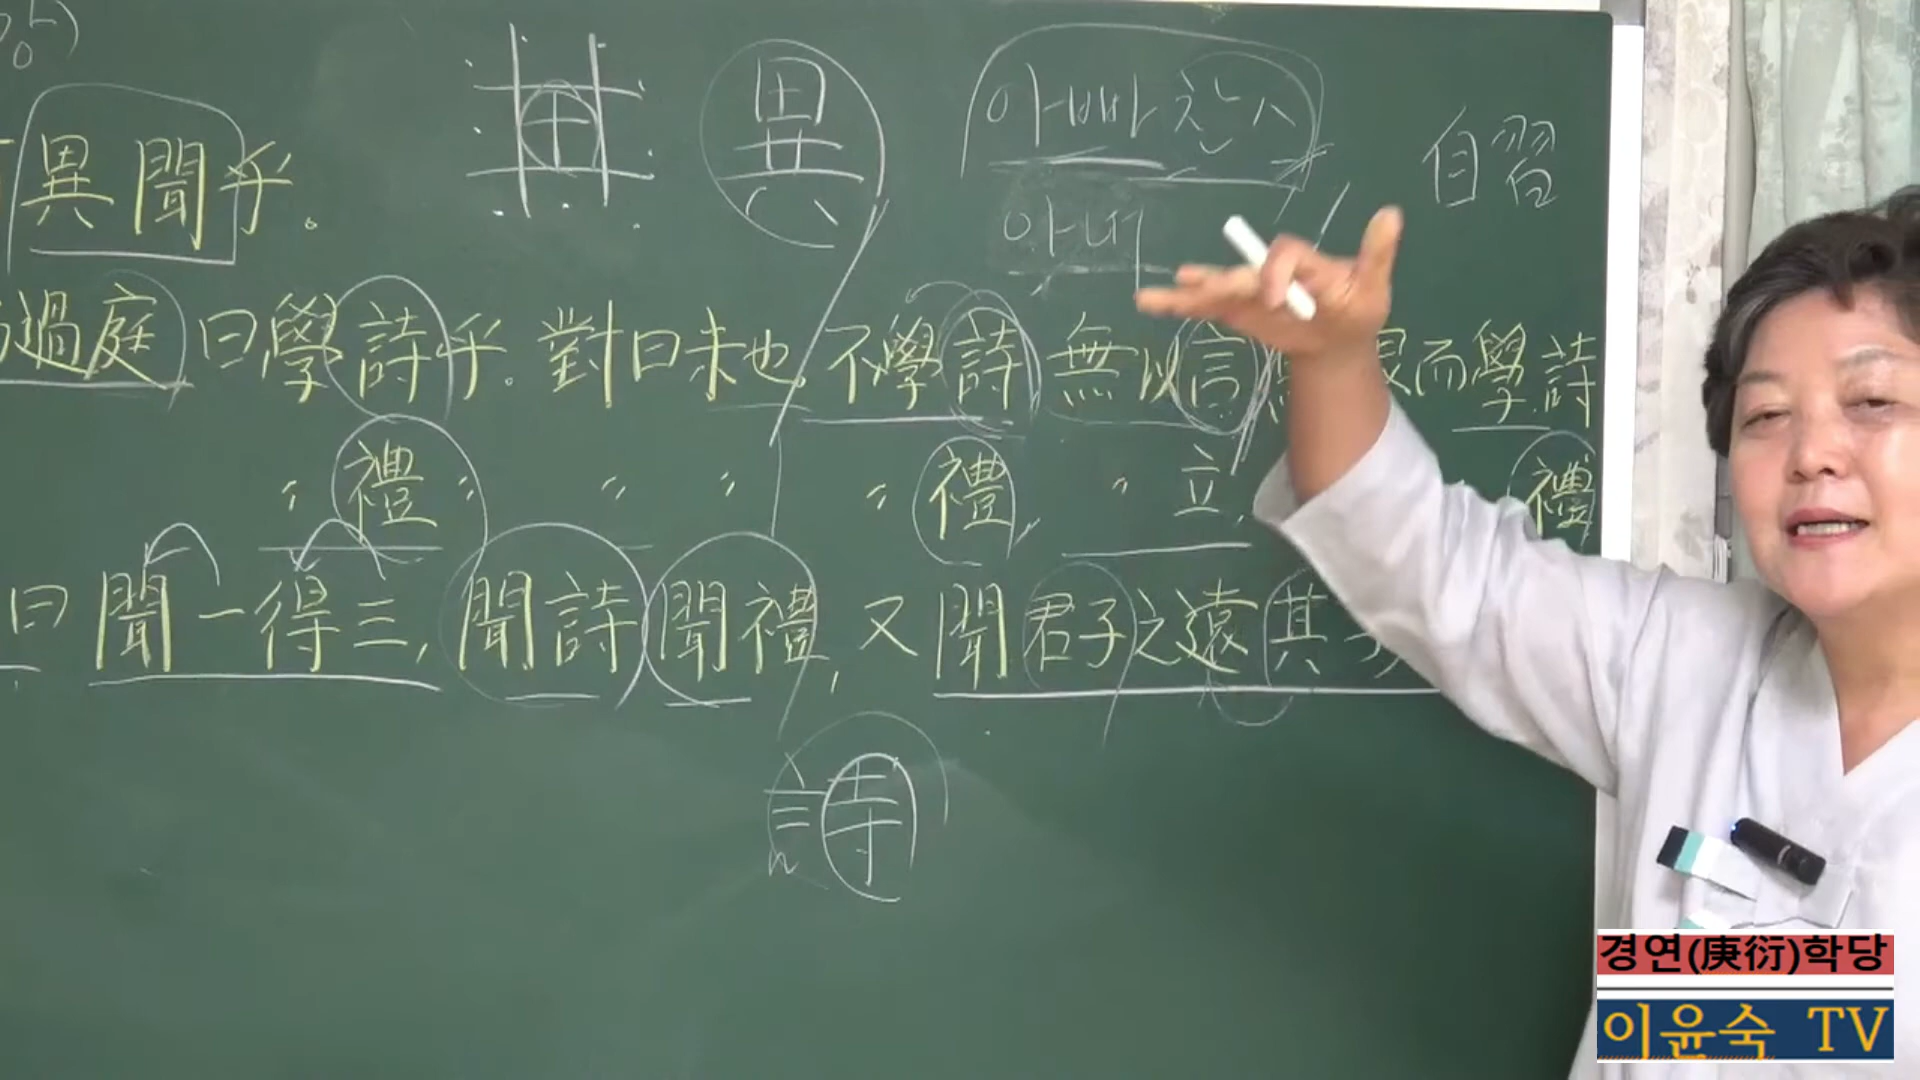 異 아빠 찬스 自習
異聞乎。
아내
過庭 曰學詩乎。對曰未也。不學詩 無以言 而學詩
〃禮〃 〃 〃 〃禮 〃立, 禮
曰 聞一得三, 聞詩 聞禮, 又聞君子之遠其子
詩
경연(庚衍)학당
이윤숙 TV